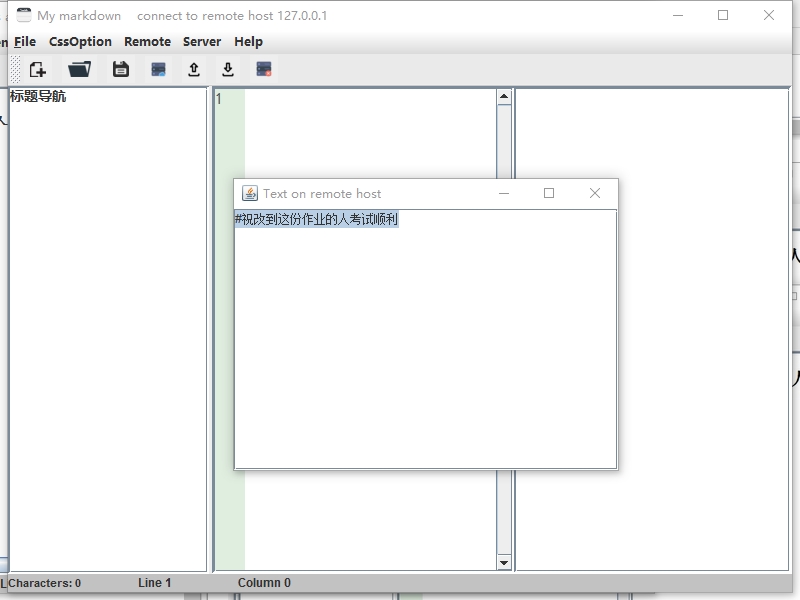 My markdown    connect to remote host 127.0.0.1
File CssOption Remote Server Help
标题导航
1
Text on remote host
#祝改到这份作业的人考试顺利
Characters: 0 Line 1 Column 0